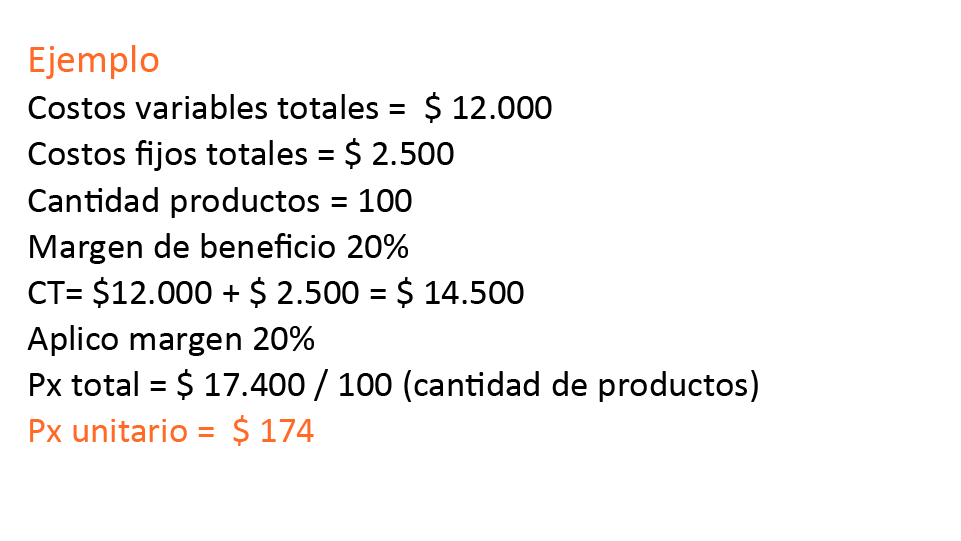 Ejemplo
Costos variables totales =  $ 12.000
Costos fijos totales = $ 2.500
Cantidad productos = 100
Margen de beneficio 20%
CT= $12.000 + $ 2.500 = $ 14.500
Aplico margen 20%
Px total = $ 17.400 / 100 (cantidad de productos)
Px unitario =  $ 174